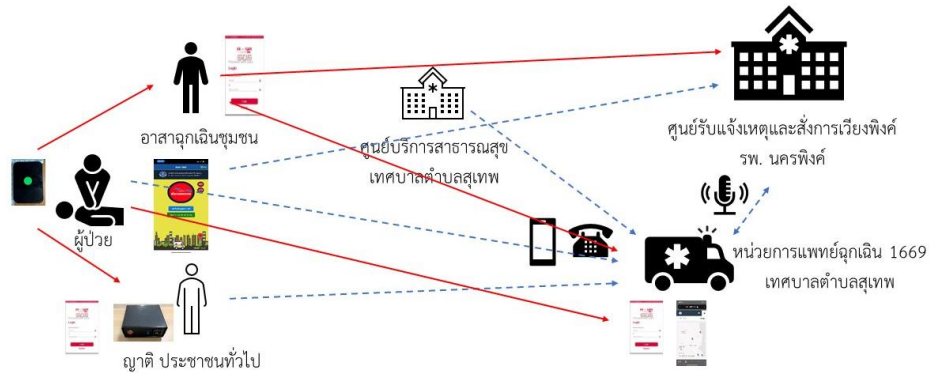 อาสาฉุกเฉินชุมชน
ศูนย์บริการสาธารณสุข
เทศบาลตำบลสุเทพ
ศูนย์รับแจ้งเหตุและสั่งการเวียงพิงค์
รพ. นครพิงค์
ผู้ป่วย
หน่วยการแพทย์ฉุกเฉิน 1669
เทศบาลตำบลสุเทพ
ญาติ ประชาชนทั่วไป